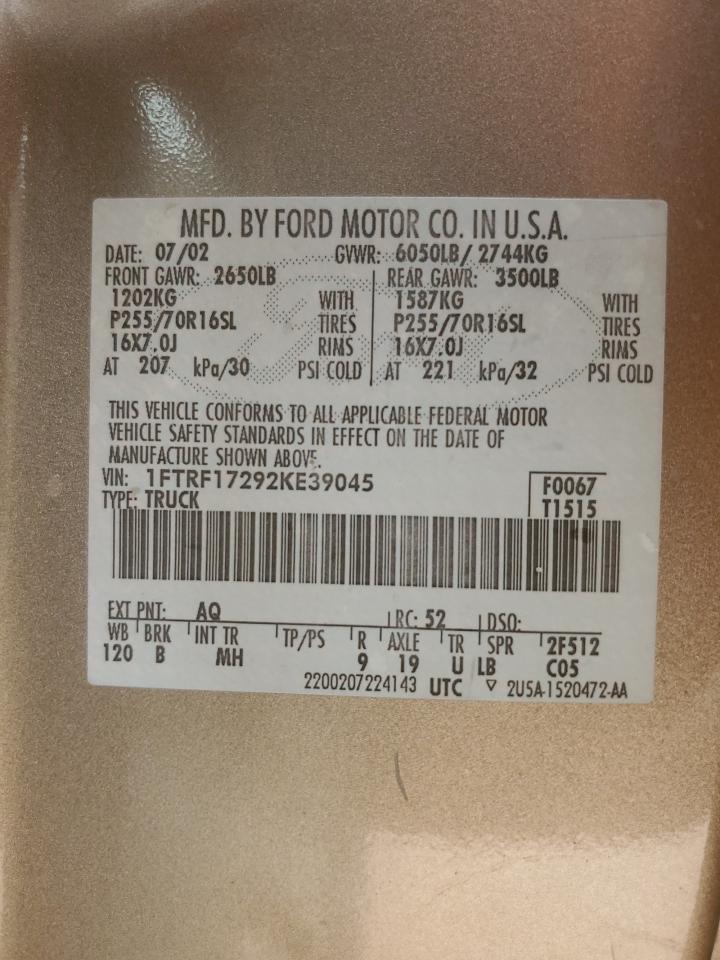 MFD. BY FORD MOTOR CO. IN U.S.A.
DATE: 07/02 GVWR: 6050LB/ 2744KG
FRONT GAWR: 2650LB REAR GAWR: 3500LB
1202KG WITH 1587KG WITH
P255/70R16SL TIRES P255/70R16SL TIRES
16X7.0J RIMS 16X7.0J RIMS
AT 207 kPa/30 PSI COLD AT 221 kPa/32 PSI COLD
THIS VEHICLE CONFORMS TO ALL APPLICABLE FEDERAL MOTOR
VEHICLE SAFETY STANDARDS IN EFFECT ON THE DATE OF
MANUFACTURE SHOWN ABOVE.
VIN: 1FTRF17292KE39045 F0067
TYPE: TRUCK T1515
EXT PNT: AQ RC: 52 DSO:
WB BRK INT TR TP/PS R AXLE TR SPR 2F512
120 B MH 9 19 U LB C05
2200207224143 UTC ▽ 2U5A-1520472-AA